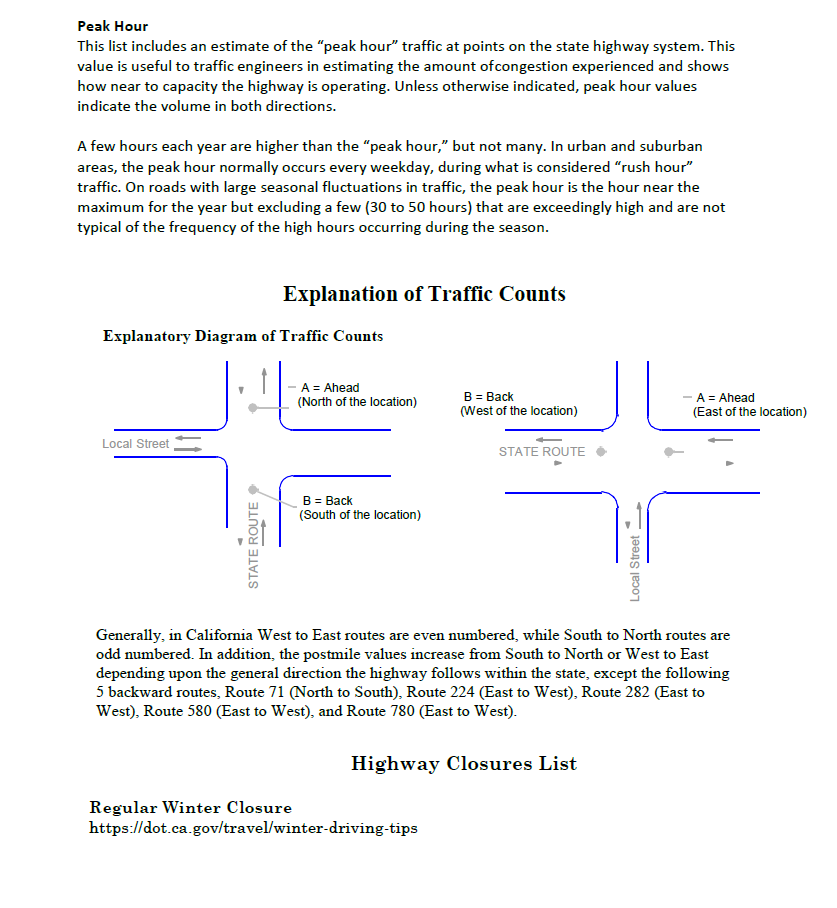 Peak Hour
This list includes an estimate of the “peak hour” traffic at points on the state highway system. This
value is useful to traffic engineers in estimating the amount ofcongestion experienced and shows
how near to capacity the highway is operating. Unless otherwise indicated, peak hour values
indicate the volume in both directions.
A few hours each year are higher than the “peak hour,” but not many. In urban and suburban
areas, the peak hour normally occurs every weekday, during what is considered “rush hour”
traffic. On roads with large seasonal fluctuations in traffic, the peak hour is the hour near the
maximum for the year but excluding a few (30 to 50 hours) that are exceedingly high and are not
typical of the frequency of the high hours occurring during the season.
Explanation of Traffic Counts
Explanatory Diagram of Traffic Counts
A = Ahead
(North of the location)
Local Street
B = Back
(South of the location)
STATE ROUTE
B = Back
(West of the location)
A = Ahead
(East of the location)
STATE ROUTE
Local Street
Generally, in California West to East routes are even numbered, while South to North routes are
odd numbered. In addition, the postmile values increase from South to North or West to East
depending upon the general direction the highway follows within the state, except the following
5 backward routes, Route 71 (North to South), Route 224 (East to West), Route 282 (East to
West), Route 580 (East to West), and Route 780 (East to West).
Highway Closures List
Regular Winter Closure
https://dot.ca.gov/travel/winter-driving-tips